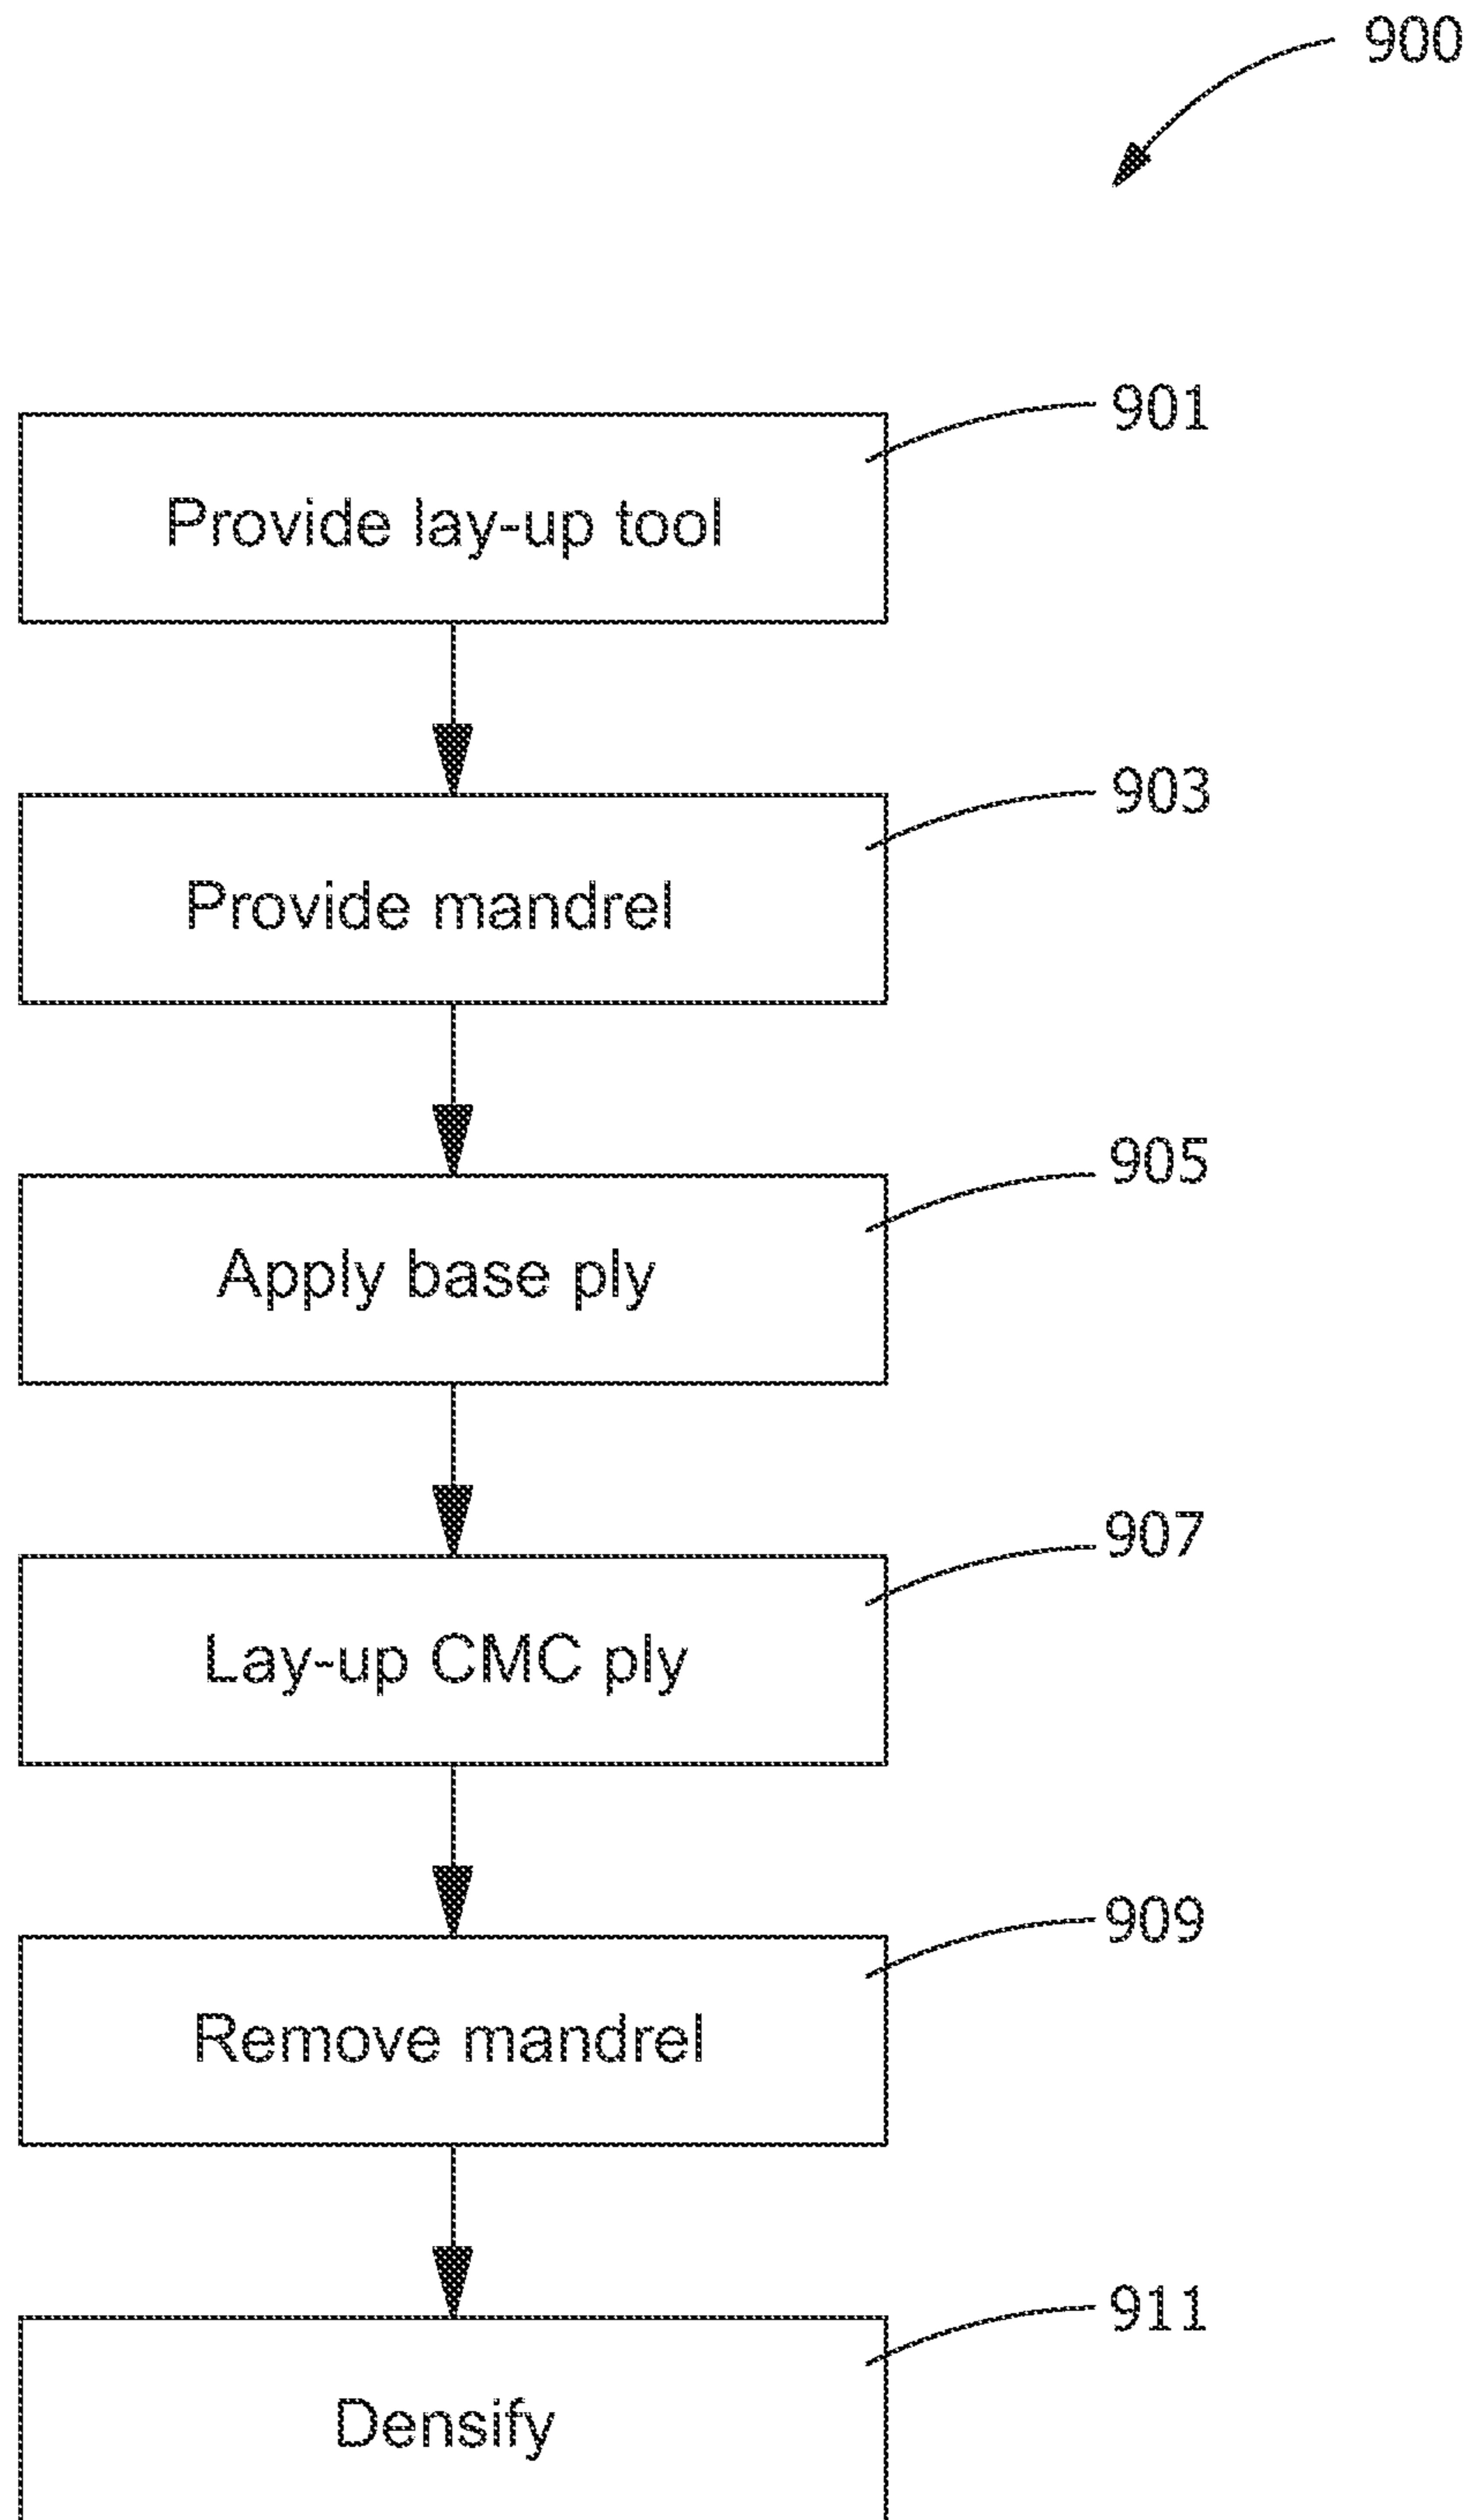 900
901
Provide lay-up tool
903
Provide mandrel
905
Apply base ply
907
Lay-up CMC ply
909
Remove mandrel
911
Densify